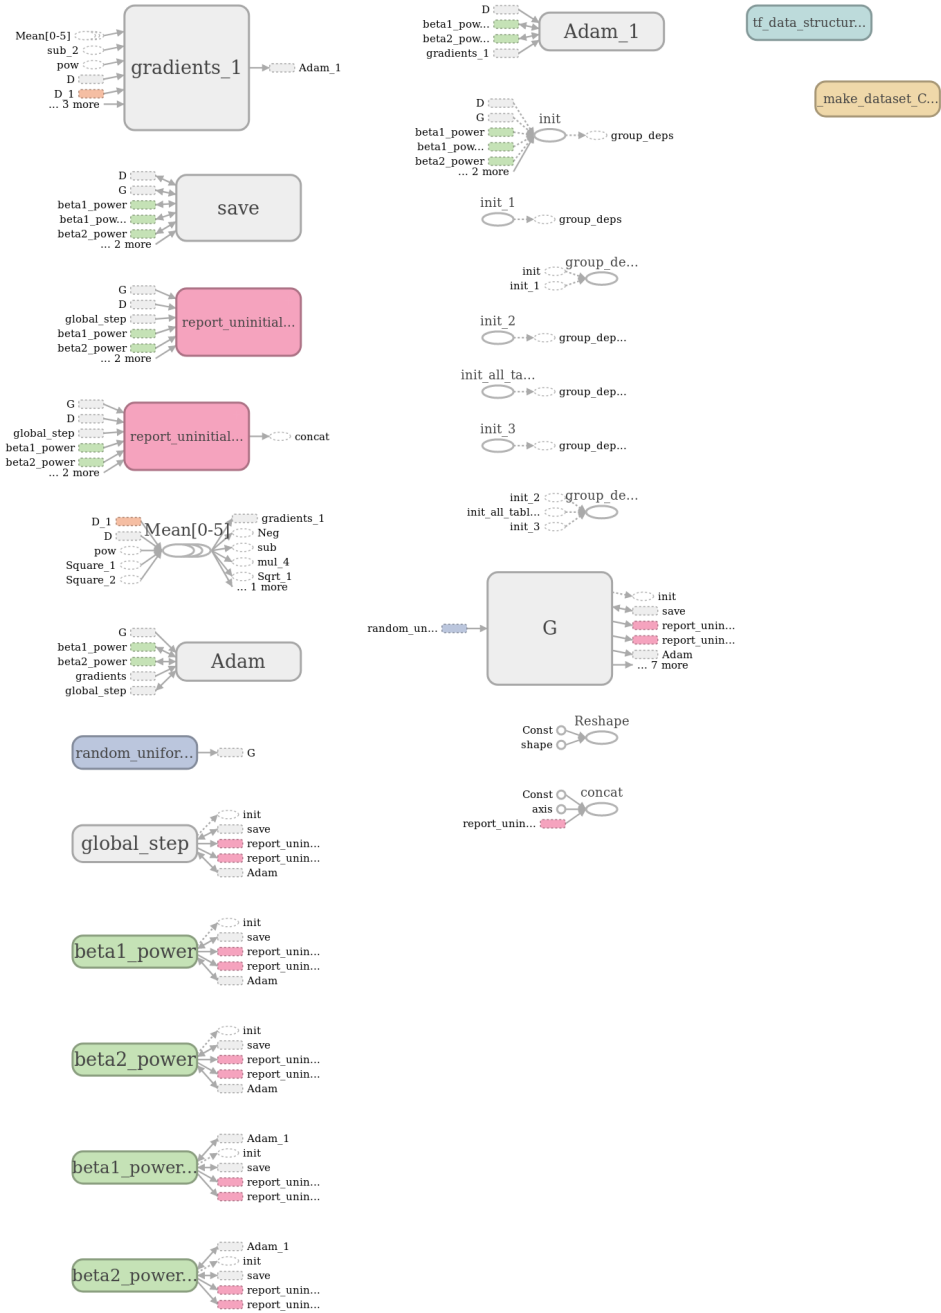 Mean[0-5]
sub_2
pow
D
D_1
... 3 more
gradients_1
Adam_1
D
G
beta1_power
beta1_pow...
beta2_power
... 2 more
save
G
D
global_step
beta1_power
beta2_power
... 2 more
report_uninitial...
G
D
global_step
beta1_power
beta2_power
... 2 more
report_uninitial...
concat
D_1
D
pow
Square_1
Square_2
Mean[0-5]
gradients_1
Neg
sub
mul_4
Sqrt_1
... 1 more
G
beta1_power
beta2_power
gradients
global_step
Adam
random_unifor...
G
global_step
init
save
report_unin...
report_unin...
Adam
beta1_power
init
save
report_unin...
report_unin...
Adam
beta2_power
init
save
report_unin...
report_unin...
Adam
beta1_power...
Adam_1
init
save
report_unin...
report_unin...
beta2_power...
Adam_1
init
save
report_unin...
report_unin...
D
beta1_pow...
beta2_pow...
gradients_1
Adam_1
D
G
beta1_power
beta1_pow...
beta2_power
... 2 more
init
group_deps
init_1
group_deps
group_de...
init
init_1
init_2
group_dep...
init_all_ta...
group_dep...
init_3
group_dep...
group_de...
init_2
init_all_tabl...
init_3
random_un...
G
init
save
report_unin...
report_unin...
Adam
... 7 more
Reshape
Const
shape
concat
Const
axis
report_unin...
tf_data_structur...
_make_dataset_C...